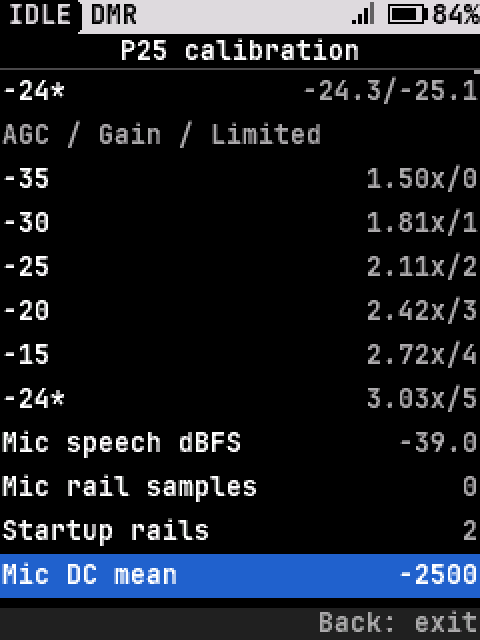 IDLE DMR 84%
P25 calibration
-24* -24.3/-25.1
AGC / Gain / Limited
-35 1.50x/0
-30 1.81x/1
-25 2.11x/2
-20 2.42x/3
-15 2.72x/4
-24* 3.03x/5
Mic speech dBFS -39.0
Mic rail samples 0
Startup rails 2
Mic DC mean -2500
Back: exit